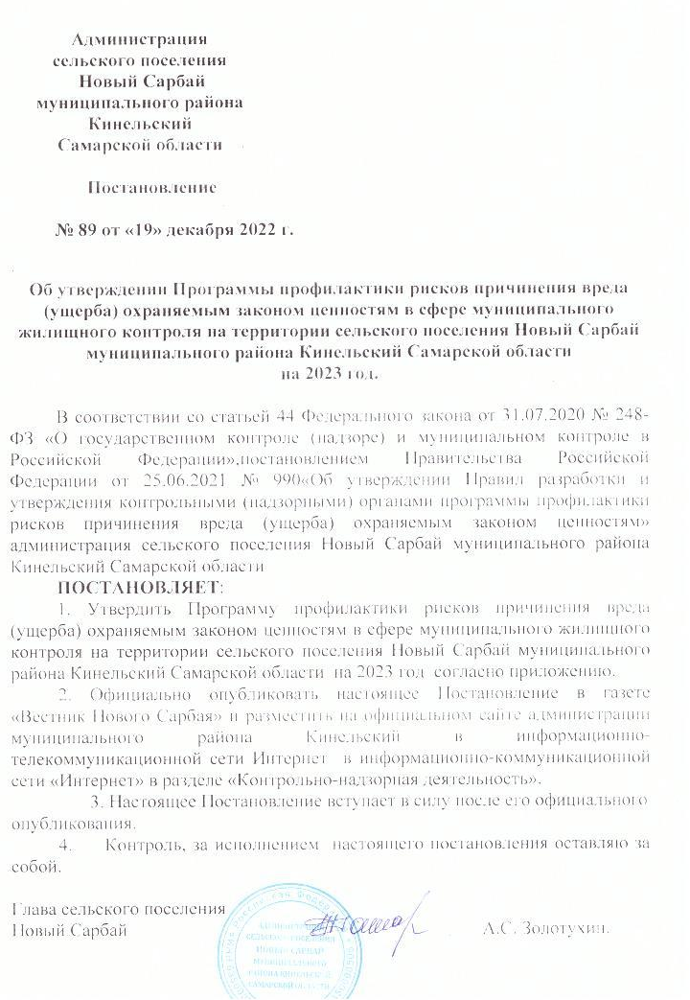 Администрация
сельского поселения
Новый Сарбай
муниципального района
Кинельский
Самарской области
Постановление
№ 89 от «19» декабря 2022 г.
Об утверждении Программы профилактики рисков причинения вреда
(ущерба) охраняемым законом ценностям в сфере муниципального
жилищного контроля на территории сельского поселения Новый Сарбай
муниципального района Кинельский Самарской области
на 2023 год.
В соответствии со статьей 44 Федерального закона от 31.07.2020 № 248-
ФЗ «О государственном контроле (надзоре) и муниципальном контроле в
Российской Федерации»,постановлением Правительства Российской
Федерации от 25.06.2021 № 990«Об утверждении Правил разработки и
утверждения контрольными (надзорными) органами программы профилактики
рисков причинения вреда (ущерба) охраняемым законом ценностям»
администрация сельского поселения Новый Сарбай муниципального района
Кинельский Самарской области
ПОСТАНОВЛЯЕТ:
1. Утвердить Программу профилактики рисков причинения вреда
(ущерба) охраняемым законом ценностям в сфере муниципального жилищного
контроля на территории сельского поселения Новый Сарбай муниципального
района Кинельский Самарской области на 2023 год согласно приложению.
2. Официально опубликовать настоящее Постановление в газете
«Вестник Нового Сарбая» и разместить на официальном сайте администрации
муниципального района Кинельский в информационно-
телекоммуникационной сети Интернет в информационно-коммуникационной
сети «Интернет» в разделе «Контрольно-надзорная деятельность».
3. Настоящее Постановление вступает в силу после его официального
опубликования.
4. Контроль, за исполнением настоящего постановления оставляю за
собой.
Глава сельского поселения
Новый Сарбай А.С. Золотухин.
сельского поселения
Новый Сарбай
муниципального
района Кинельский
Самарской области